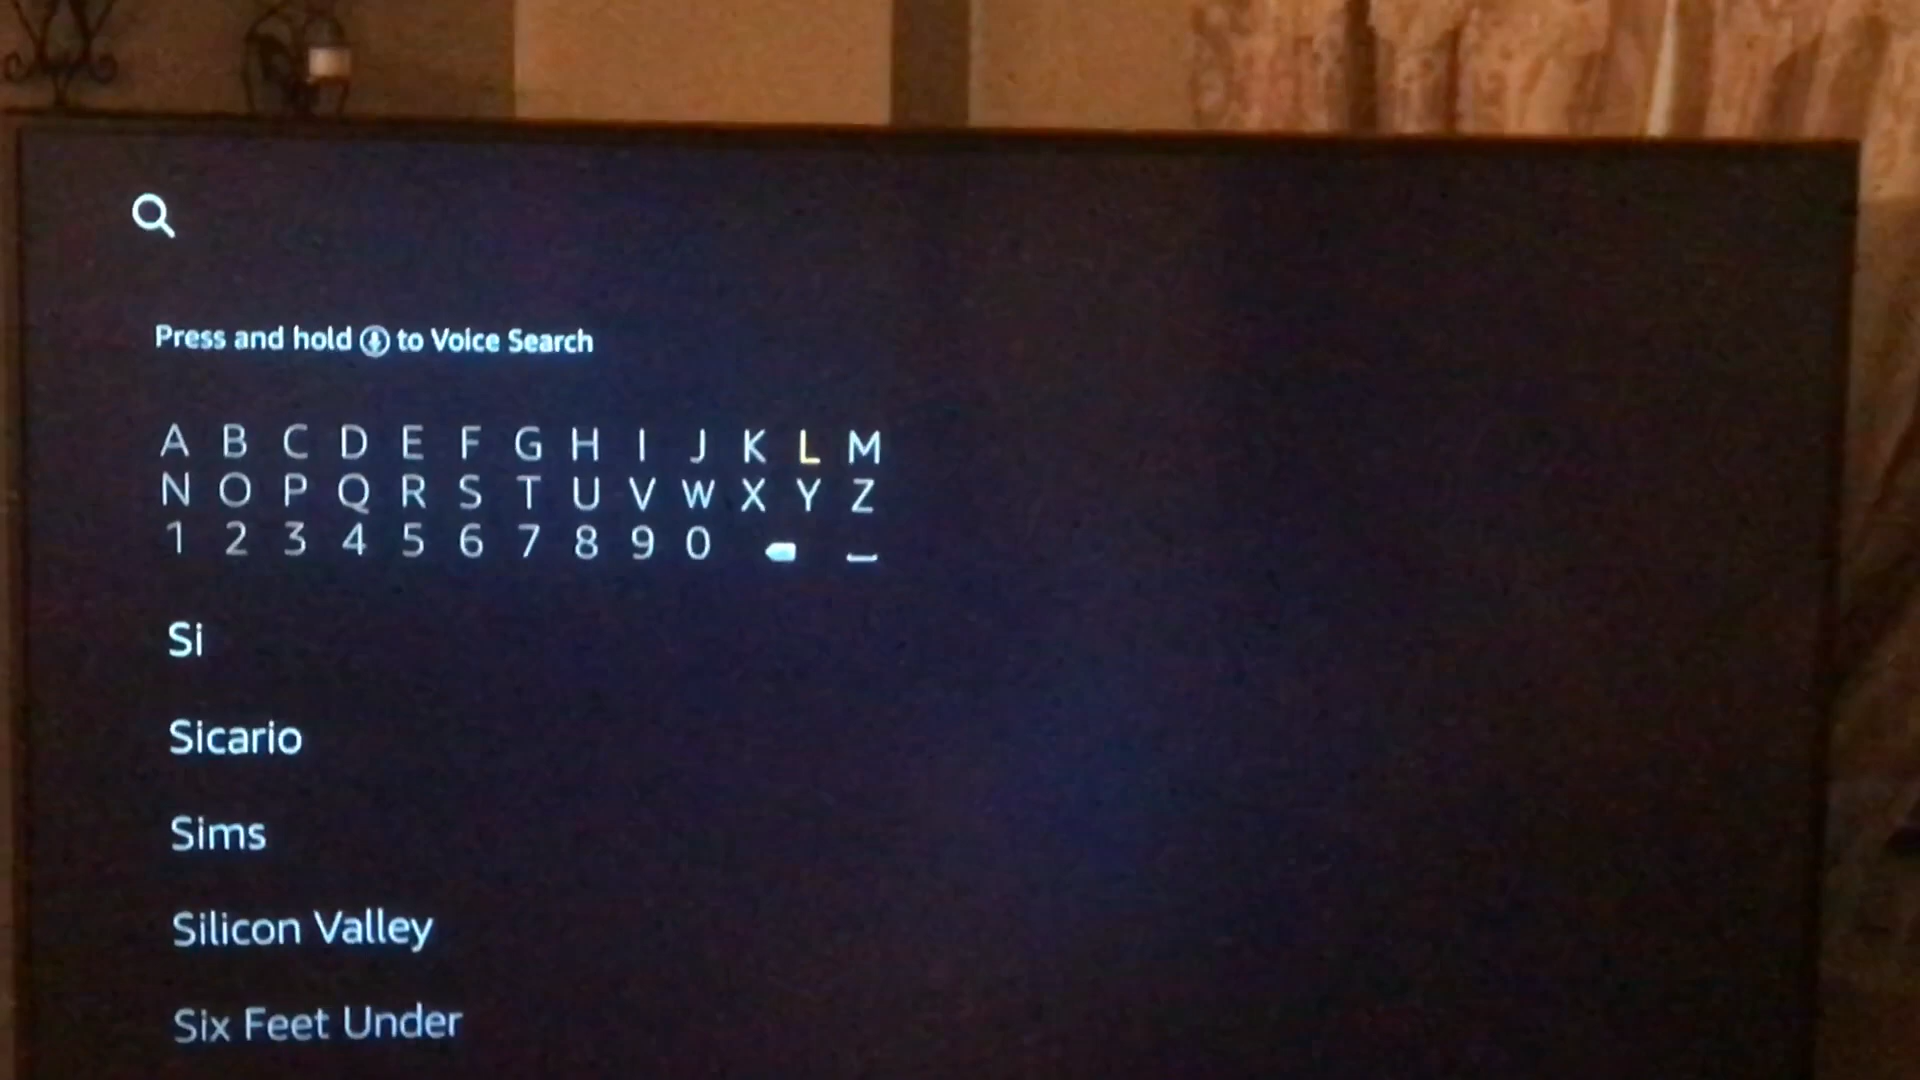 Press and hold to Voice Search
A B C D E F G H I J K L M
N O P Q R S T U V W X Y Z
1 2 3 4 5 6 7 8 9 0
Si
Sicario
Sims
Silicon Valley
Six Feet Under